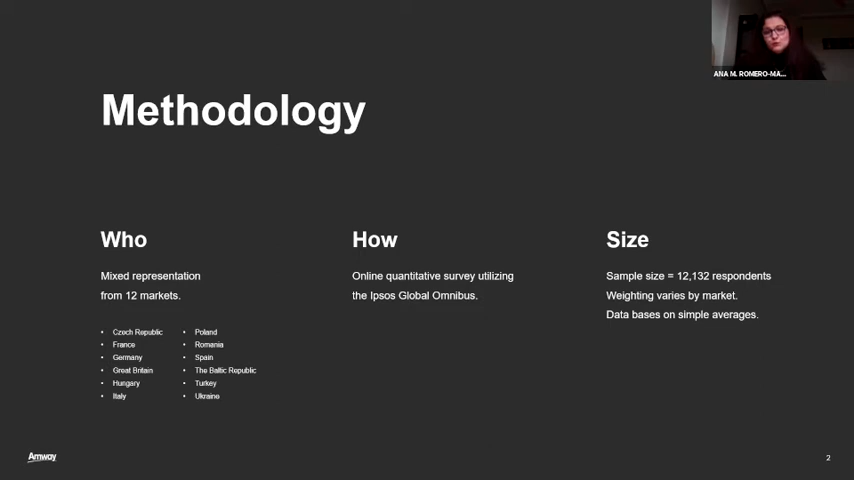 ANA M. ROMERO-MA...
Methodology
Who
Mixed representation
from 12 markets.
• Czech Republic
• France
• Germany
• Great Britain
• Hungary
• Italy
• Poland
• Romania
• Spain
• The Baltic Republic
• Turkey
• Ukraine
How
Online quantitative survey utilizing
the Ipsos Global Omnibus.
Size
Sample size = 12,132 respondents
Weighting varies by market.
Data bases on simple averages.
Amway
2